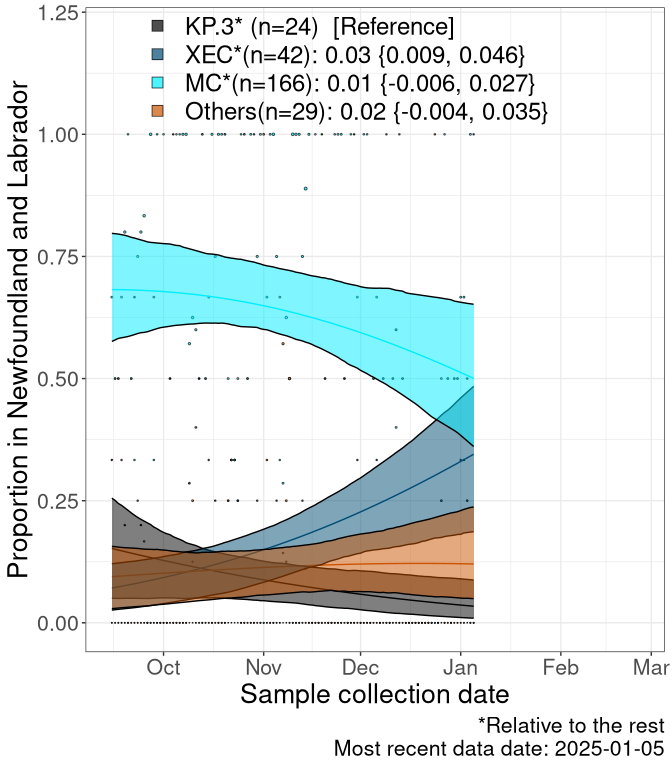 1.25
KP.3* (n=24) [Reference]
XEC*(n=42): 0.03 {0.009, 0.046}
MC*(n=166): 0.01 {-0.006, 0.027}
Others(n=29): 0.02 {-0.004, 0.035}
1.00
0.75
0.50
0.25
0.00
Proportion in Newfoundland and Labrador
Oct Nov Dec Jan Feb Mar
Sample collection date
*Relative to the rest
Most recent data date: 2025-01-05